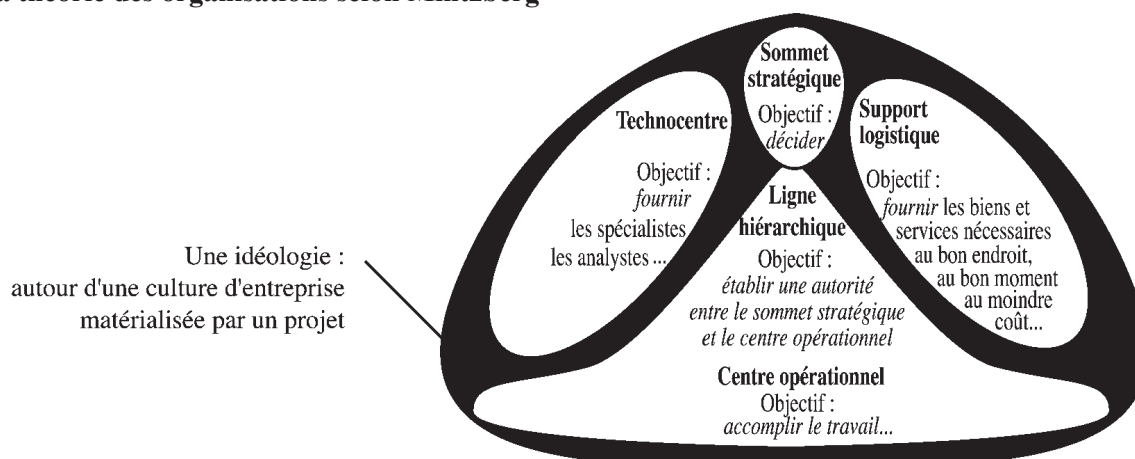 la théorie des organisations selon Mintzberg
Sommet
stratégique
Objectif :
décider
Technocentre
Objectif :
fournir
les spécialistes
les analystes ...
Support
logistique
Objectif :
fournir les biens et
services nécessaires
au bon endroit,
au bon moment
au moindre
coût...
Ligne
hiérarchique
Objectif :
établir une autorité
entre le sommet stratégique
et le centre opérationnel
Centre opérationnel
Objectif :
accomplir le travail...
Une idéologie :
autour d'une culture d'entreprise
matérialisée par un projet